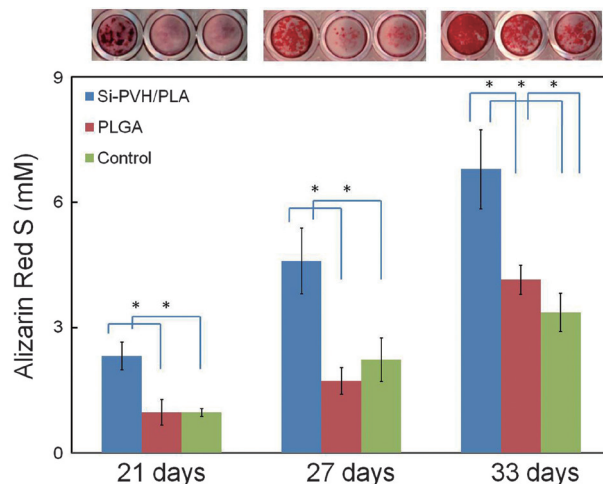 9
Si-PVH/PLA
PLGA
Control
6
3
0
Alizarin Red S (mM)
* *
* *
* * *
21 days
27 days
33 days